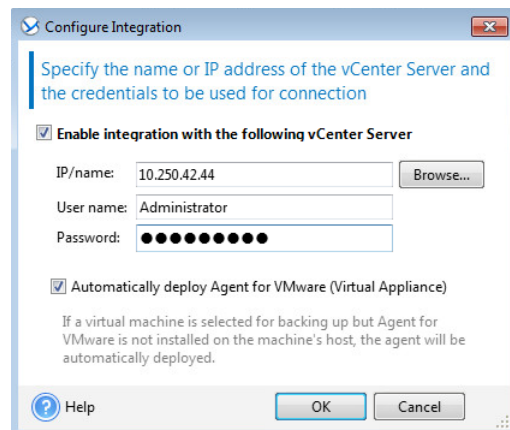 Configure Integration
Specify the name or IP address of the vCenter Server and
the credentials to be used for connection
Enable integration with the following vCenter Server
IP/name: 10.250.42.44 Browse...
User name: Administrator
Password: ●●●●●●●●●
Automatically deploy Agent for VMware (Virtual Appliance)
If a virtual machine is selected for backing up but Agent for
VMware is not installed on the machine's host, the agent will be
automatically deployed.
? Help OK Cancel